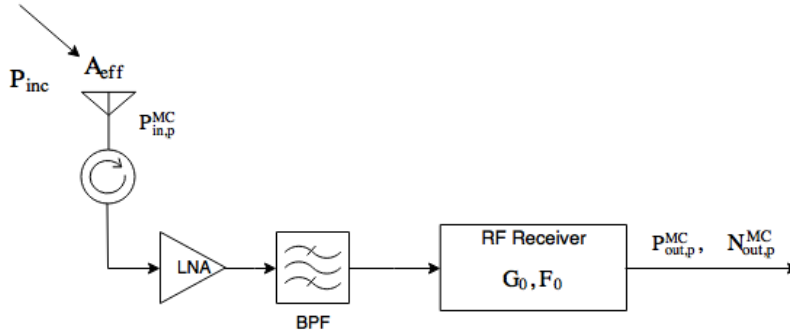 A_eff
P_inc
P^MC_in,p
RF Receiver
P^MC_out,p, N^MC_out,p
LNA
G_0, F_0
BPF